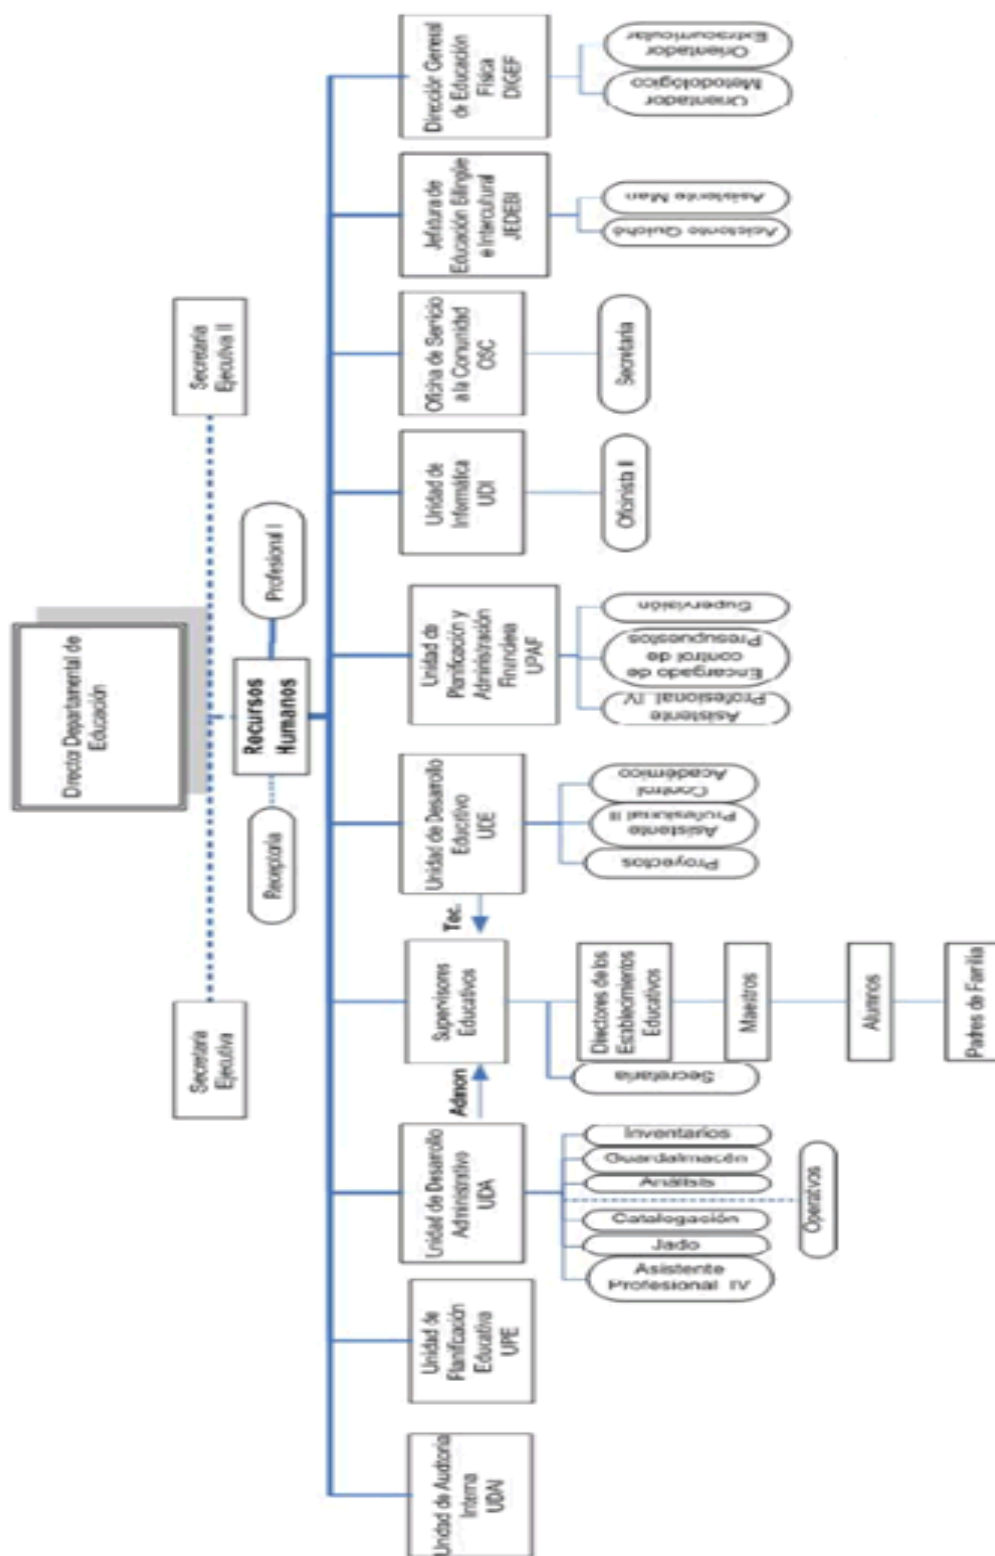 Director Departamental de
Educación
Secretaria
Ejecutiva
Secretaria
Ejecutiva II
Receptoria
Recursos
Humanos
Profesional I
Unidad de Auditoria
Interna
UDAI
Unidad de
Planificación
Educativa
UPE
Unidad de Desarrollo
Administrativo
UDA
Admon
Supervisores
Educativos
Tec.
Unidad de Desarrollo
Educativo
UDE
Unidad de
Planificación y
Administración
Financiera
UPAF
Unidad de
Informática
UDI
Oficina de Servicio
a la Comunidad
OSC
Jefatura de
Educación Bilingüe
e Intercultural
JEDEBI
Dirección General
de Educación
Física
DIGEF
Asistente
Profesional IV
Jado
Catalogación
Análisis
Guardalmacén
Inventarios
Operativos
Secretaria
Directores de los
Establecimientos
Educativos
Maestros
Alumnos
Padres de Familia
Proyectos
Asistente
Profesional II
Control
Académico
Asistente
Profesional IV
Encargado de
control de
Presupuestos
Supervisión
Oficinista II
Secretaria
Asistente Quiché
Asistente Man
Orientador
Metodológico
Orientador
Extracurricular